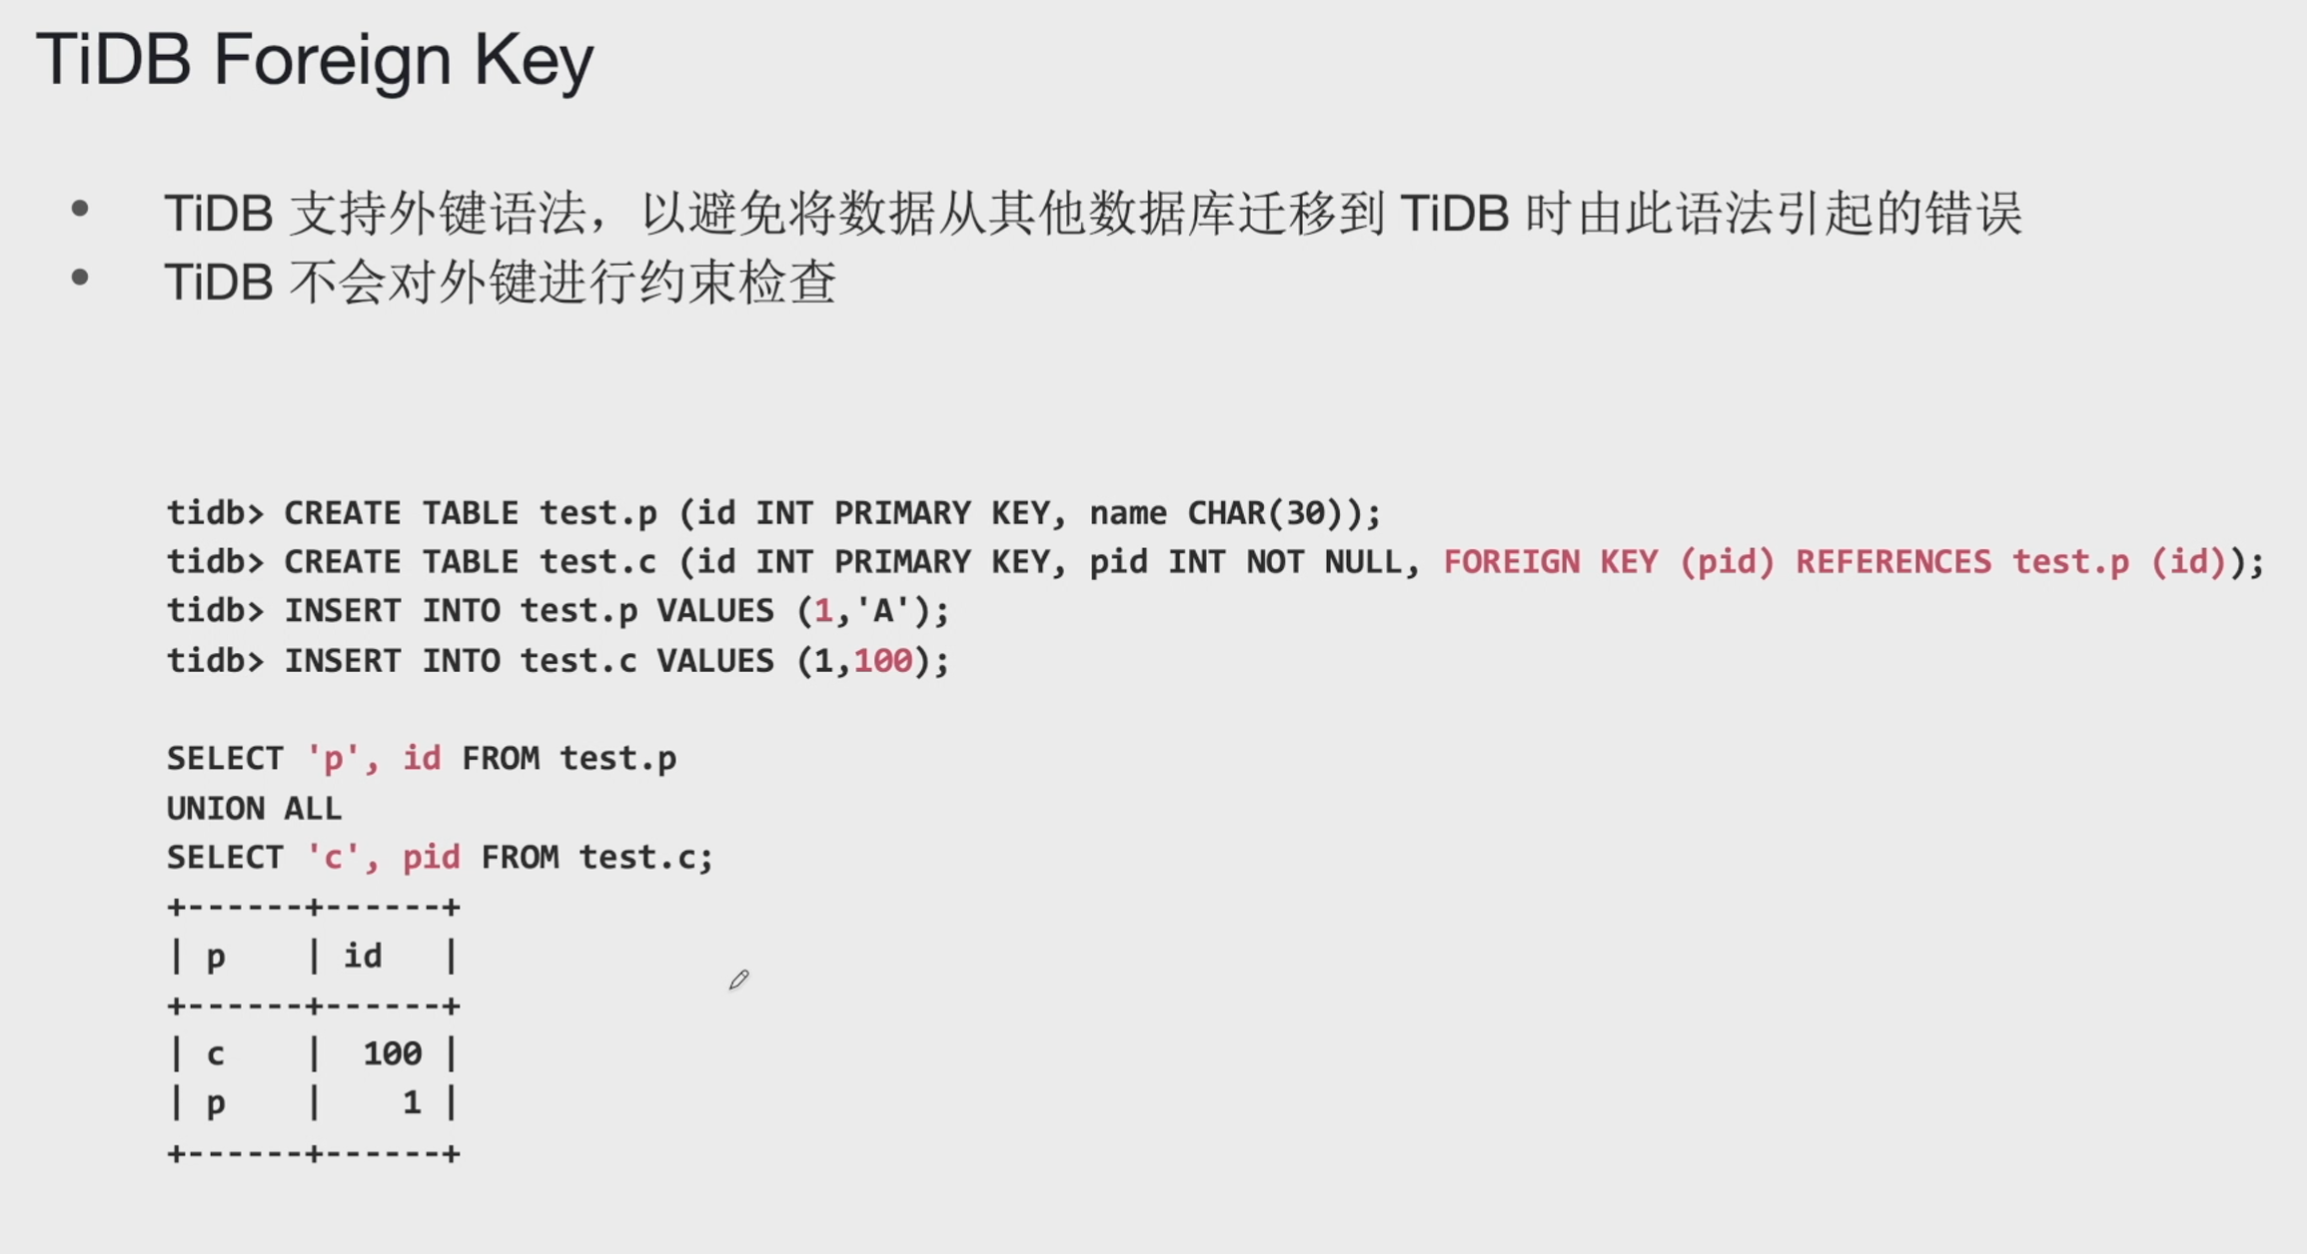 TiDB Foreign Key
• TiDB 支持外键语法，以避免将数据从其他数据库迁移到 TiDB 时由此语法引起的错误
• TiDB 不会对外键进行约束检查
tidb> CREATE TABLE test.p (id INT PRIMARY KEY, name CHAR(30));
tidb> CREATE TABLE test.c (id INT PRIMARY KEY, pid INT NOT NULL, FOREIGN KEY (pid) REFERENCES test.p (id));
tidb> INSERT INTO test.p VALUES (1,'A');
tidb> INSERT INTO test.c VALUES (1,100);
SELECT 'p', id FROM test.p
UNION ALL
SELECT 'c', pid FROM test.c;
+------+------+
| p    | id   |
+------+------+
| c    |  100 |
| p    |    1 |
+------+------+